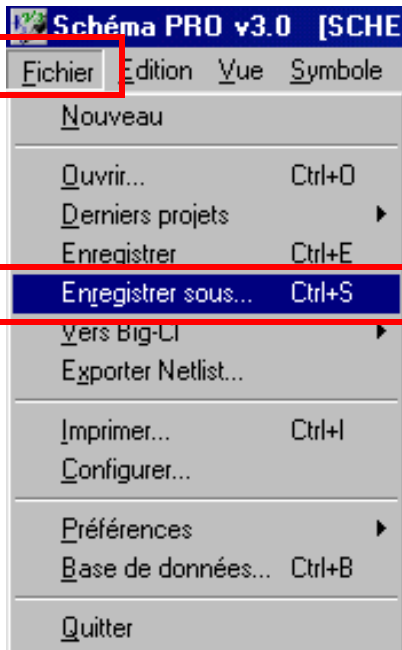 Schéma PRO v3.0 [SCHE
Fichier Edition Vue Symbole
Nouveau
Ouvrir... Ctrl+O
Derniers projets
Enregistrer Ctrl+E
Enregistrer sous... Ctrl+S
Vers Big-CI
Exporter Netlist...
Imprimer... Ctrl+I
Configurer...
Préférences
Base de données... Ctrl+B
Quitter